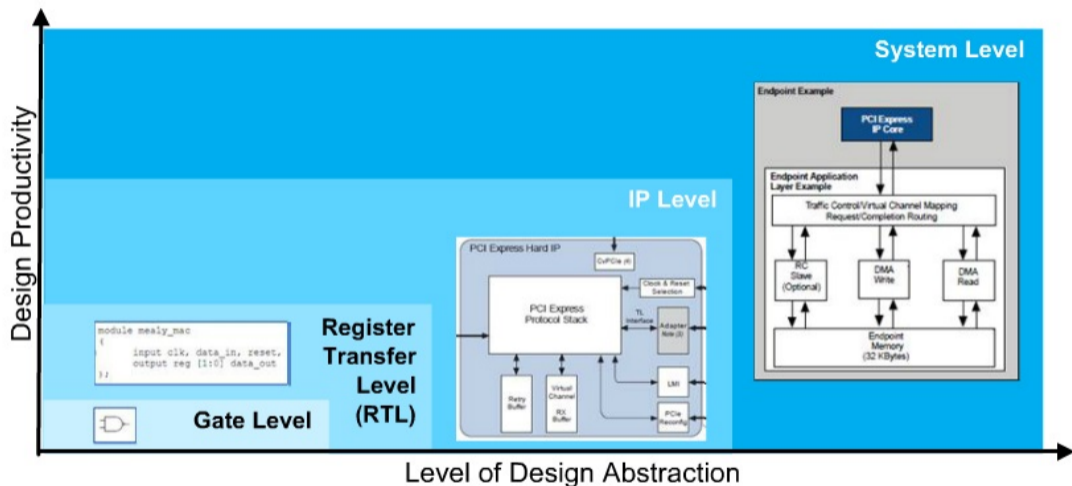 Design Productivity
System Level
Endpoint Example
PCI Express
IP Core
Endpoint Application
Layer Example
Traffic Control/Virtual Channel Mapping
Request/Completion Routing
RC
Slave
(Optional)
DMA
Write
DMA
Read
Endpoint
Memory
(32 KBytes)
IP Level
PCI Express Hard IP
CvPCIe (4)
Clock & Reset
Selection
PCI Express
Protocol Stack
TL
Interface
Adapter
Note (3)
LMI
PCIe
Reconfig
Retry
Buffer
Virtual
Channel
RX
Buffer
Register
Transfer
Level
(RTL)
module mealy_mac
{
input clk, data_in, reset,
output reg [1:0] data_out
};
Gate Level
Level of Design Abstraction